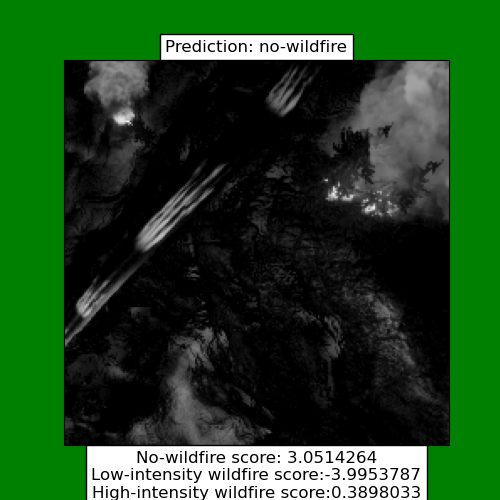 Prediction: no-wildfire
No-wildfire score: 3.0514264
Low-intensity wildfire score:-3.9953787
High-intensity wildfire score:0.3898033